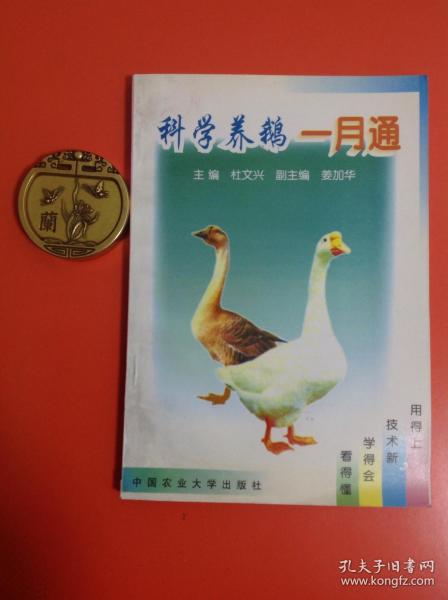 科学养鹅一月通
主编 杜文兴 副主编 姜加华
蘭
用得上
技术新
学得会
看得懂
中国农业大学出版社
孔夫子旧书网
www.kongfz.com